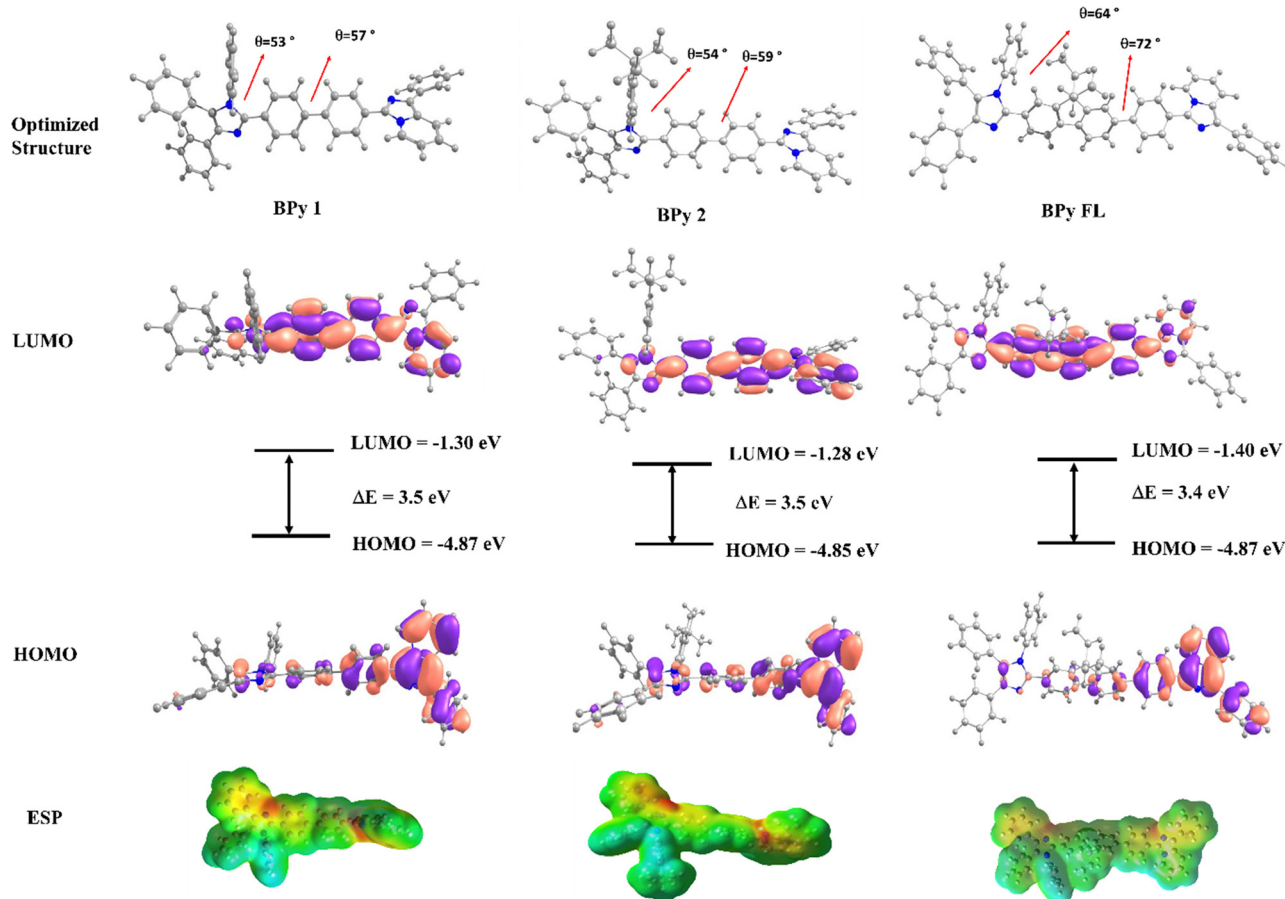 θ=53 °
θ=57 °
θ=54 °
θ=59 °
θ=64 °
θ=72 °
Optimized
Structure
BPy 1
BPy 2
BPy FL
LUMO
LUMO = -1.30 eV
ΔE = 3.5 eV
HOMO = -4.87 eV
LUMO = -1.28 eV
ΔE = 3.5 eV
HOMO = -4.85 eV
LUMO = -1.40 eV
ΔE = 3.4 eV
HOMO = -4.87 eV
HOMO
ESP